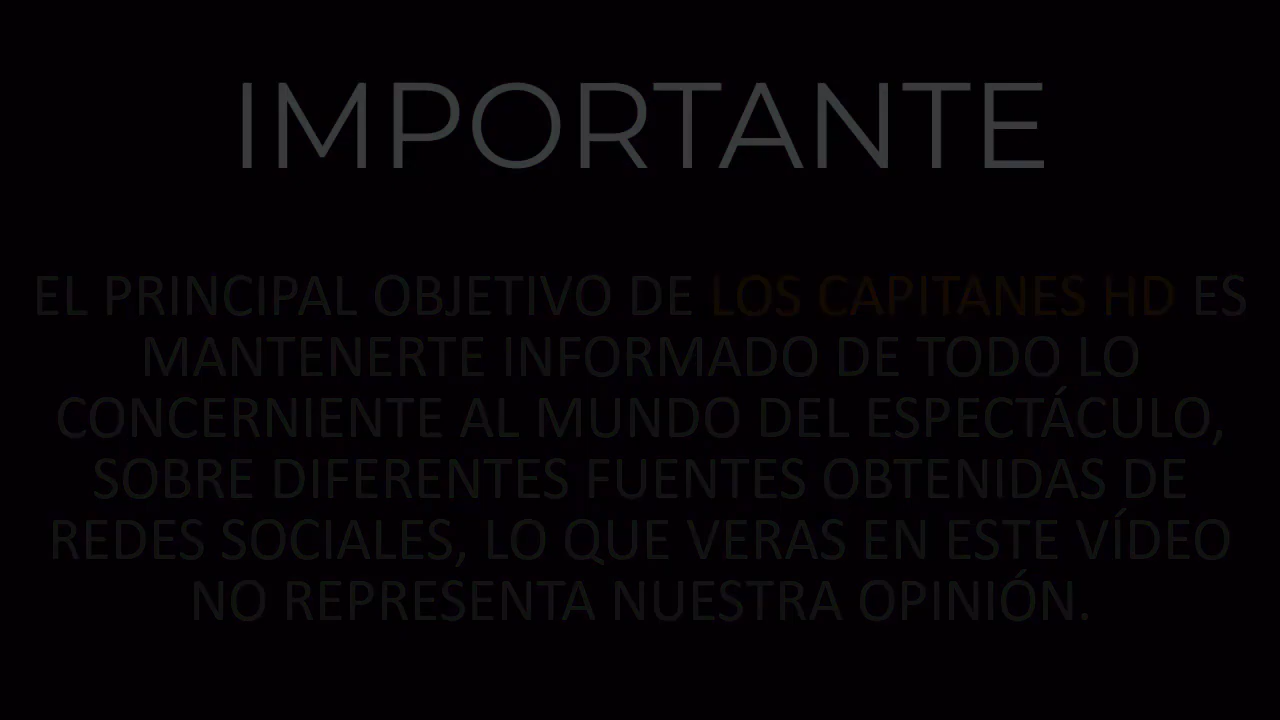 IMPORTANTE
EL PRINCIPAL OBJETIVO DE LOS CAPITANES HD ES
MANTENERTE INFORMADO DE TODO LO
CONCERNIENTE AL MUNDO DEL ESPECTÁCULO,
SOBRE DIFERENTES FUENTES OBTENIDAS DE
REDES SOCIALES, LO QUE VERAS EN ESTE VÍDEO
NO REPRESENTA NUESTRA OPINIÓN.